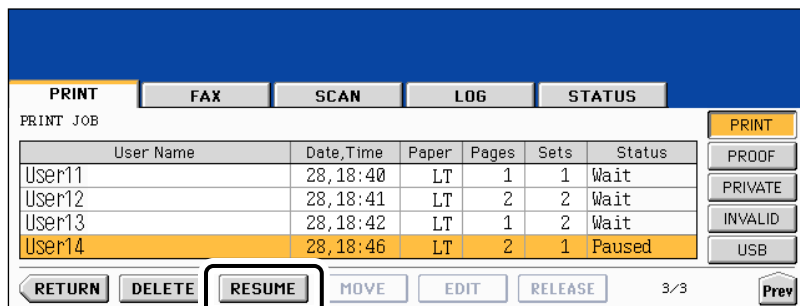 PRINT FAX SCAN LOG STATUS
PRINT JOB PRINT
User Name Date,Time Paper Pages Sets Status PROOF
User11 28,18:40 LT 1 1 Wait
PRIVATE
User12 28,18:41 LT 2 2 Wait
User13 28,18:42 LT 1 2 Wait INVALID
User14 28,18:46 LT 2 1 Paused USB
RETURN DELETE RESUME MOVE EDIT RELEASE 3/3 Prev